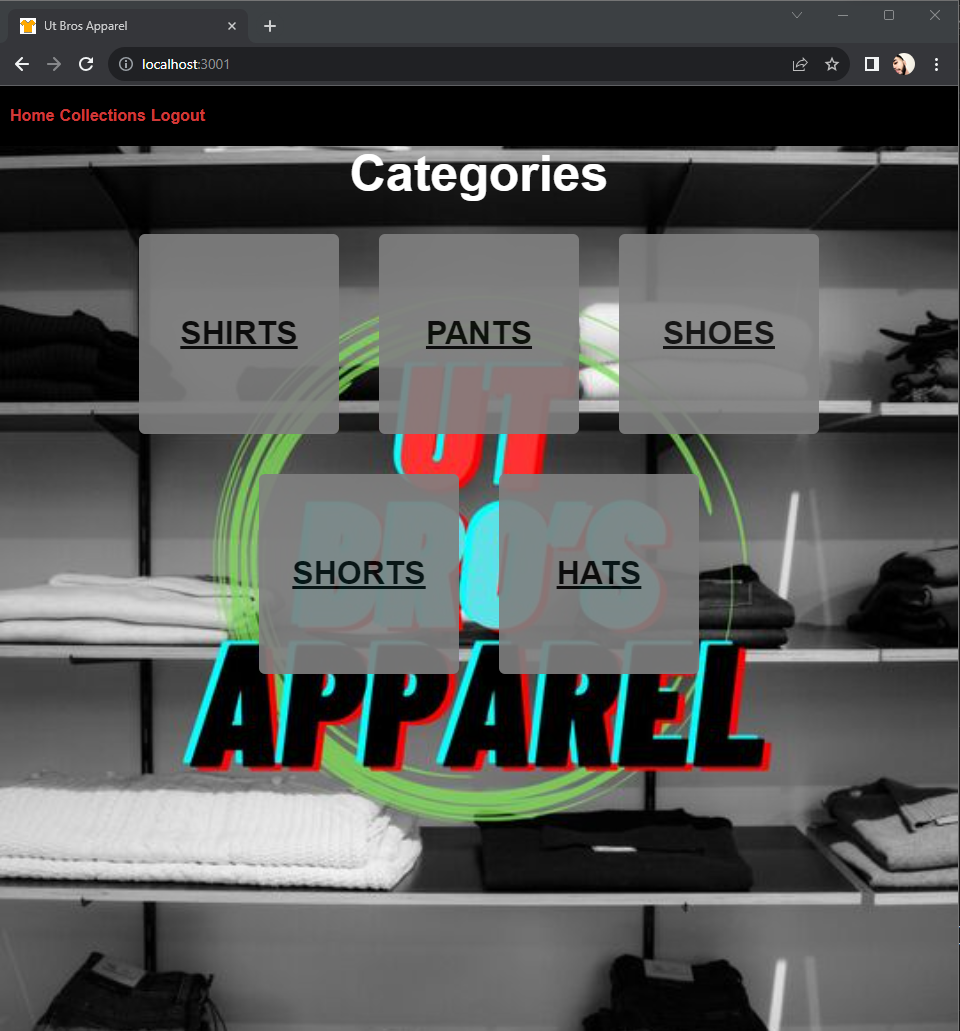 Ut Bros Apparel
localhost:3001
Home Collections Logout
Categories
SHIRTS PANTS SHOES
UT
BRO'S
SHORTS HATS
APPAREL